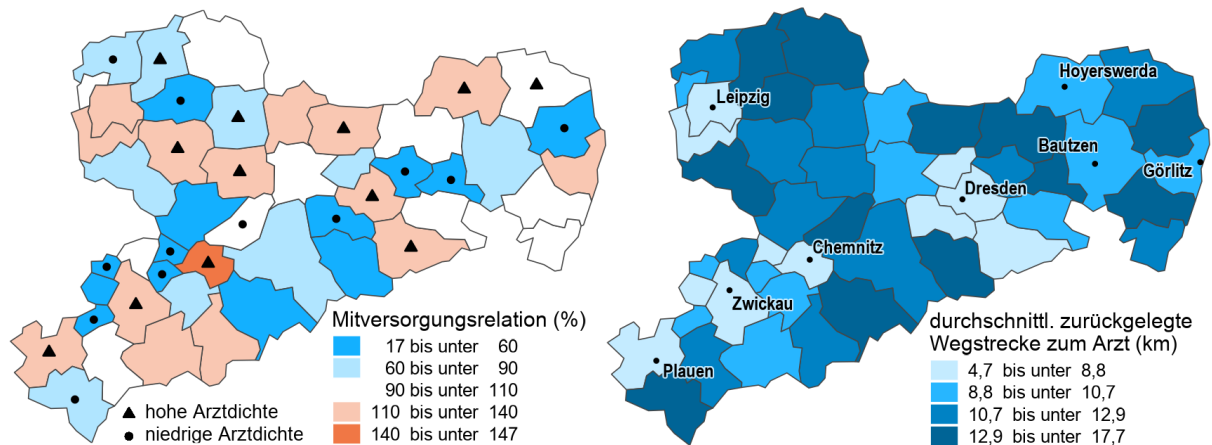 Mitversorgungsrelation (%)
17 bis unter 60
60 bis unter 90
90 bis unter 110
110 bis unter 140
140 bis unter 147
hohe Arztdichte
niedrige Arztdichte
Hoyerswerda
Leipzig
Bautzen
Görlitz
Dresden
Chemnitz
Zwickau
Plauen
durchschnittl. zurückgelegte
Wegstrecke zum Arzt (km)
4,7 bis unter 8,8
8,8 bis unter 10,7
10,7 bis unter 12,9
12,9 bis unter 17,7